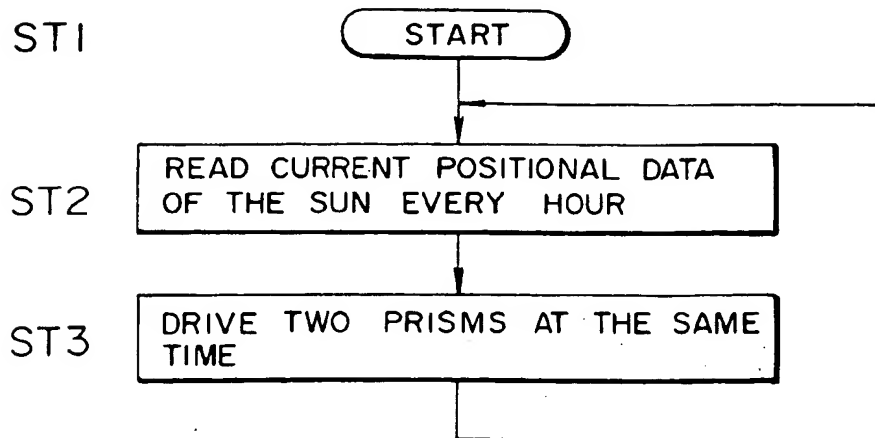 ST1
START
READ CURRENT POSITIONAL DATA
OF THE SUN EVERY HOUR
ST2
DRIVE TWO PRISMS AT THE SAME
TIME
ST3